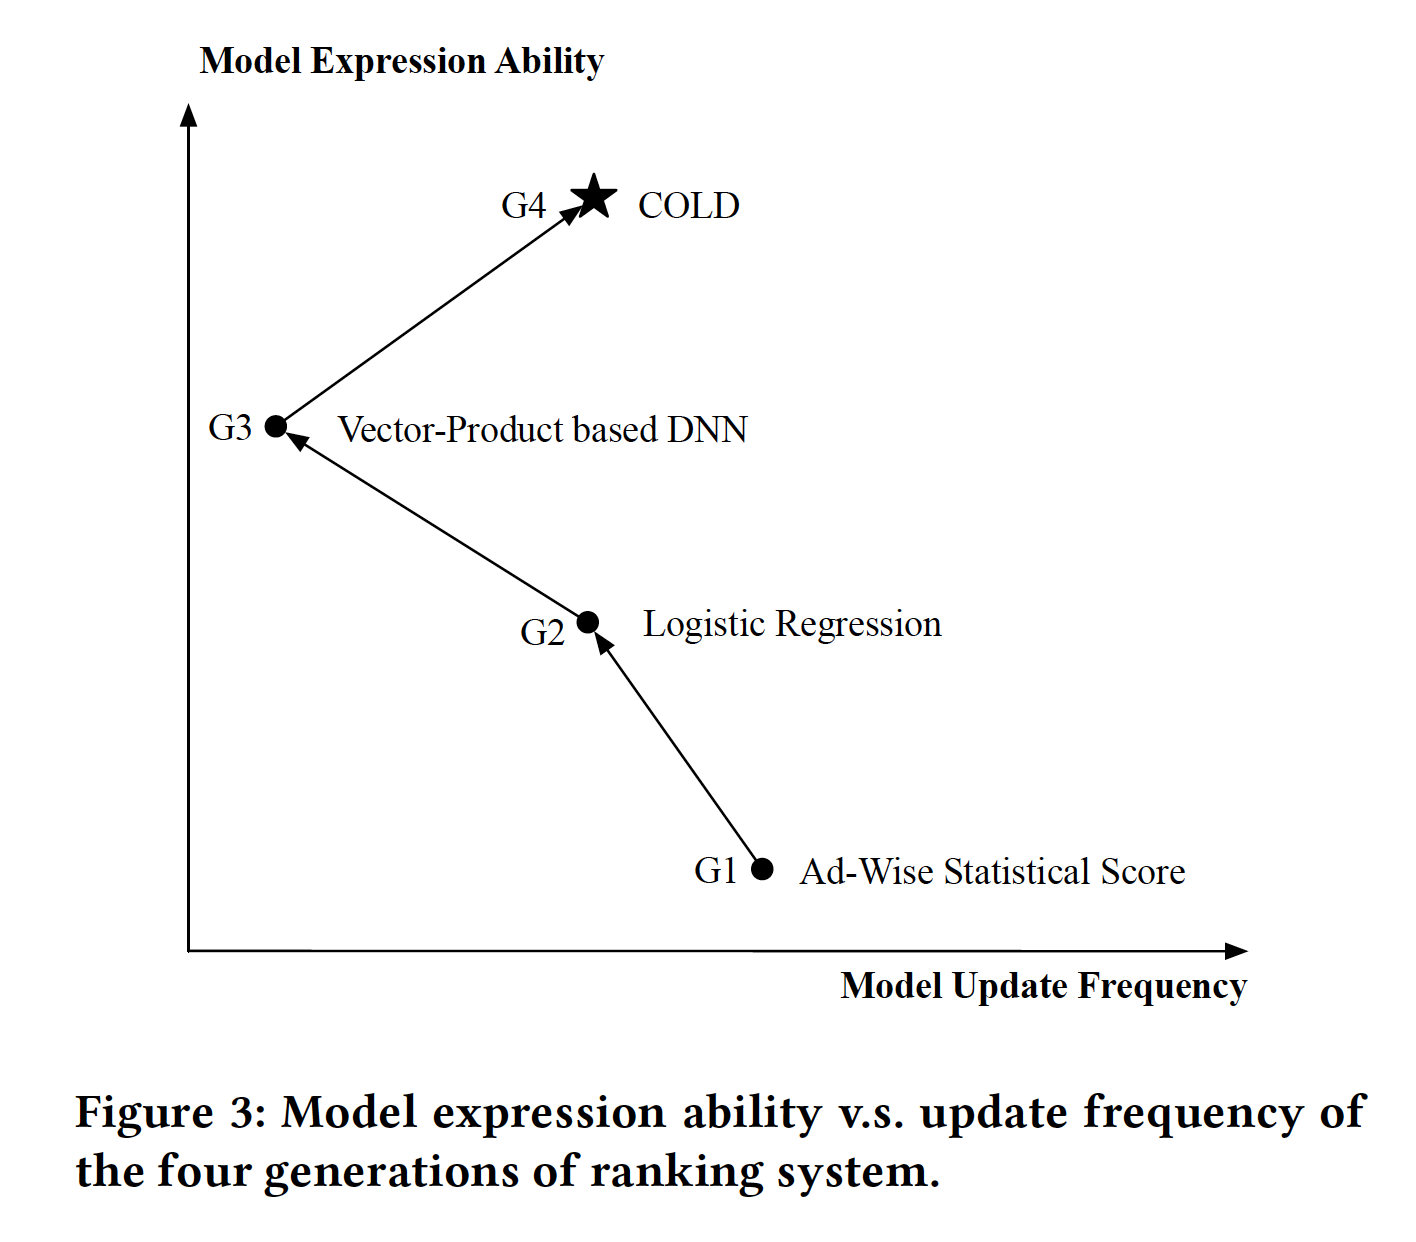 Model Expression Ability
G4 COLD
G3 Vector-Product based DNN
G2 Logistic Regression
G1 Ad-Wise Statistical Score
Model Update Frequency
Figure 3: Model expression ability v.s. update frequency of
the four generations of ranking system.